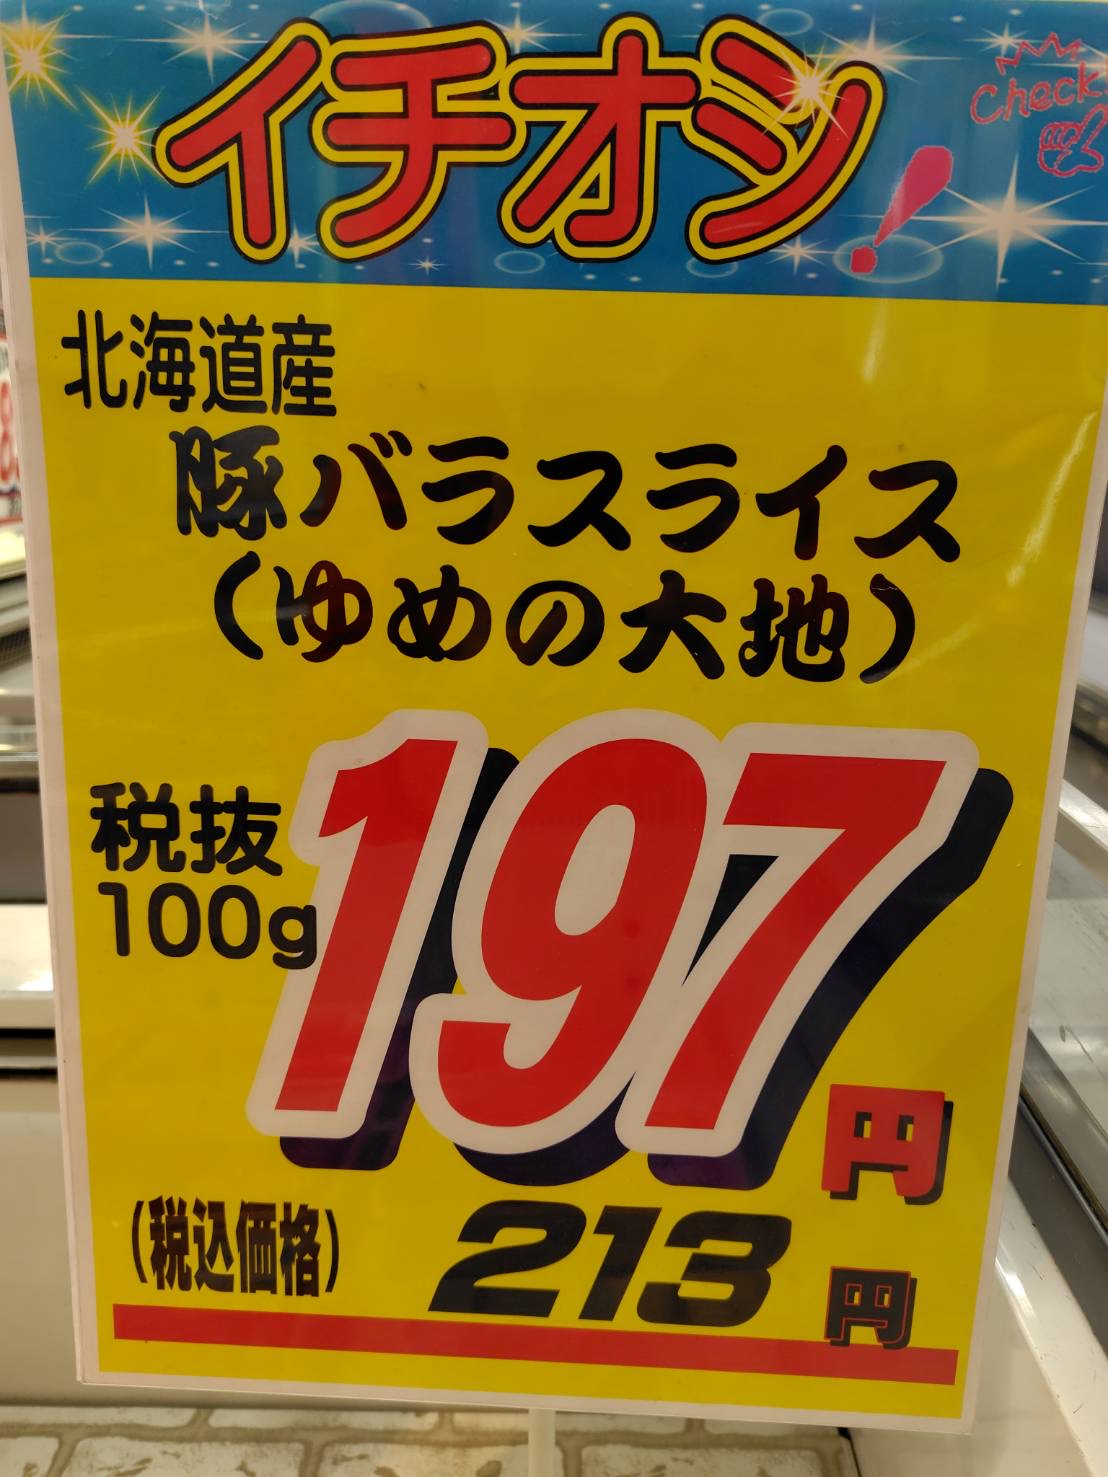 イチオシ!
Check!
北海道産
豚バラスライス
(ゆめの大地)
税抜
100g
197円
(税込価格) 213円